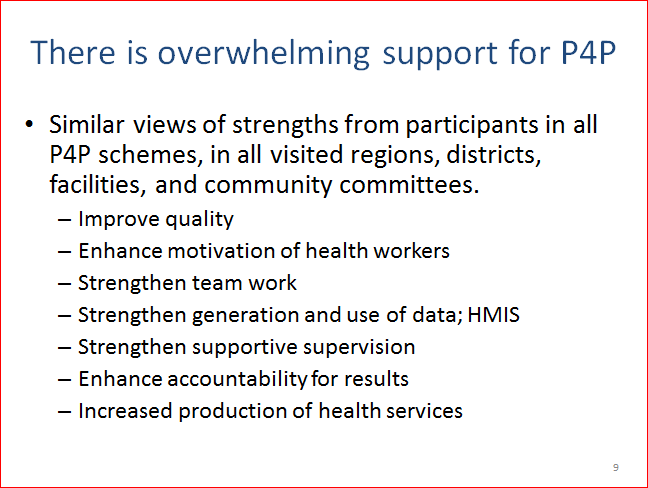 There is overwhelming support for P4P
• Similar views of strengths from participants in all
P4P schemes, in all visited regions, districts,
facilities, and community committees.
– Improve quality
– Enhance motivation of health workers
– Strengthen team work
– Strengthen generation and use of data; HMIS
– Strengthen supportive supervision
– Enhance accountability for results
– Increased production of health services
9